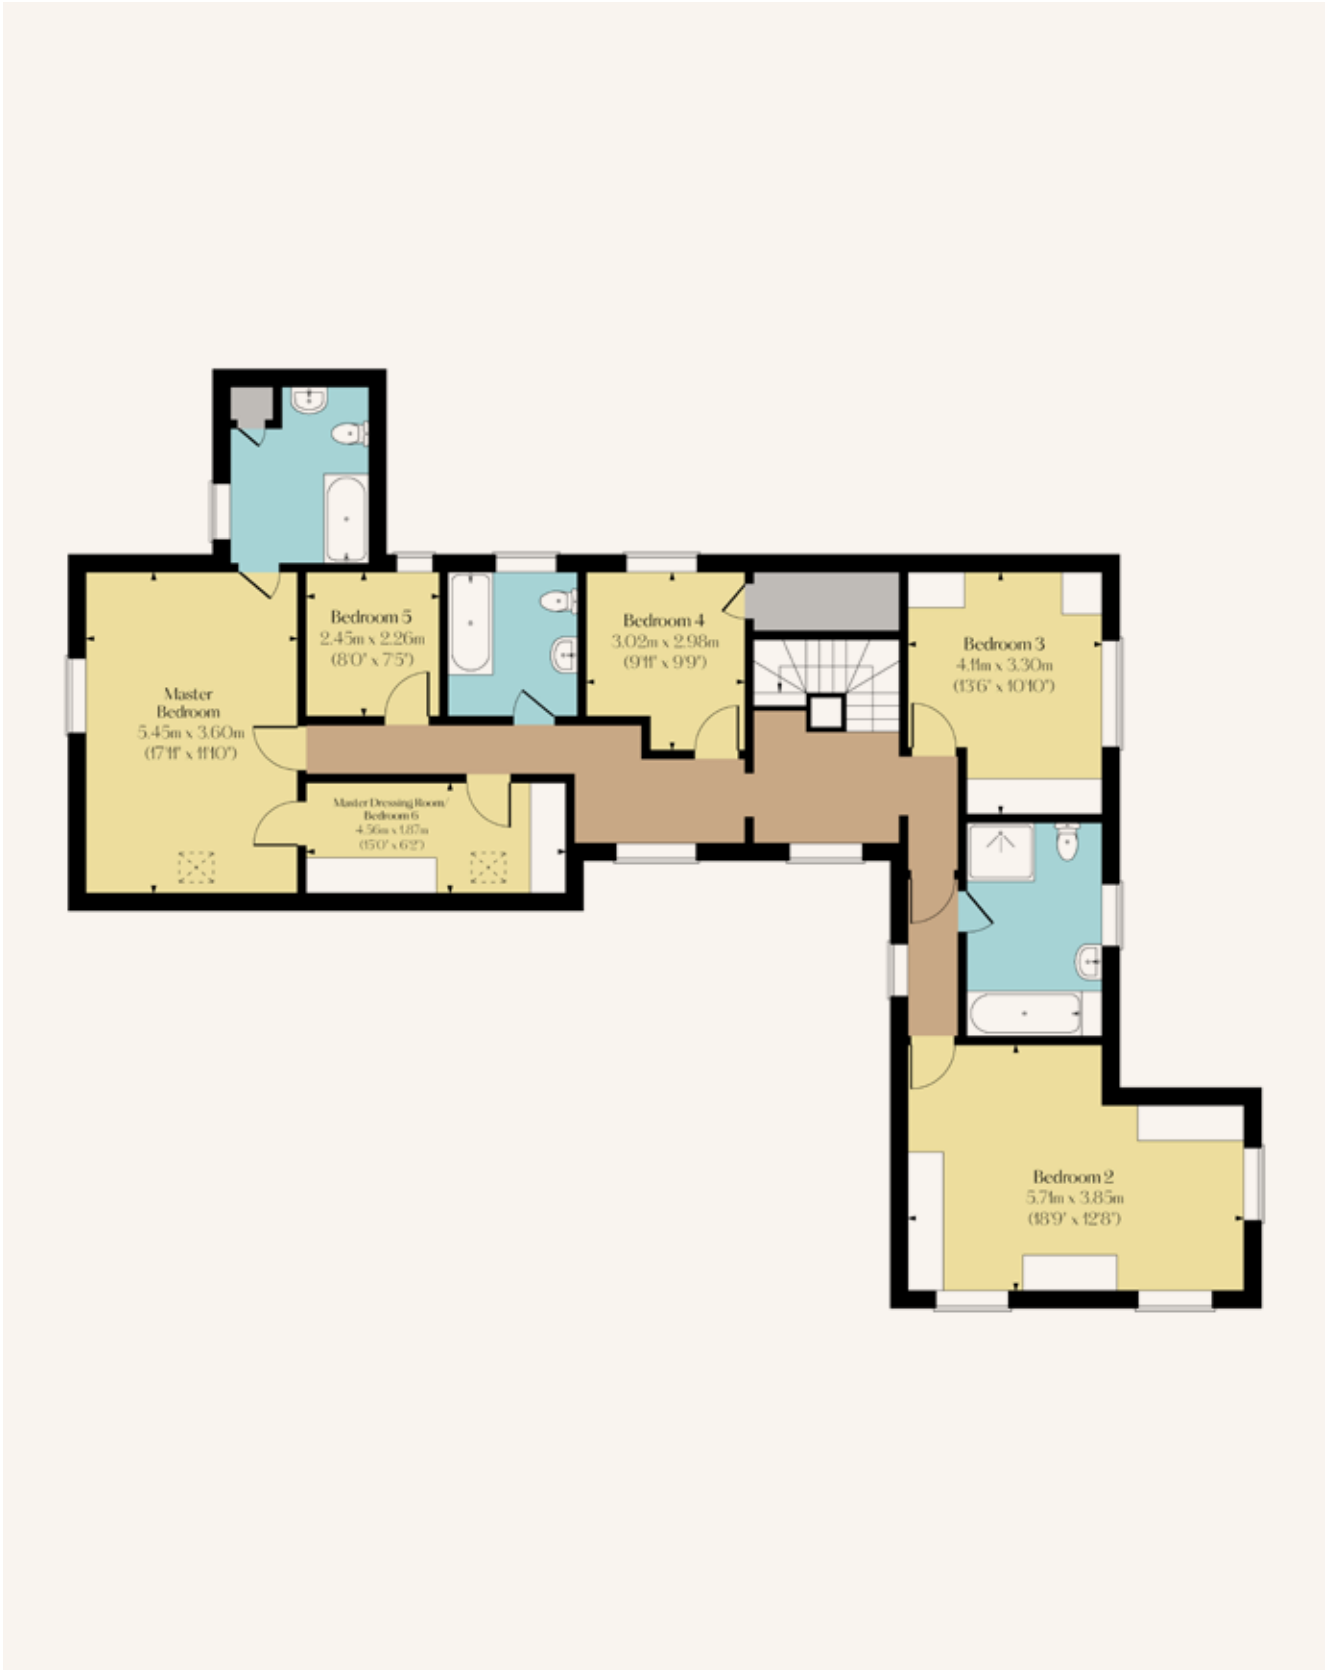 Bedroom 5
2.45m x 2.26m
(8'0" x 7'5")
Bedroom 4
3.02m x 2.98m
(9'11" x 9'9")
Bedroom 3
4.11m x 3.30m
(13'6" x 10'10")
Master
Bedroom
5.45m x 3.60m
(17'11" x 11'10")
Master Dressing Room/
Bedroom 6
4.56m x 1.87m
(15'0" x 6'2")
Bedroom 2
5.71m x 3.85m
(18'9" x 12'8")